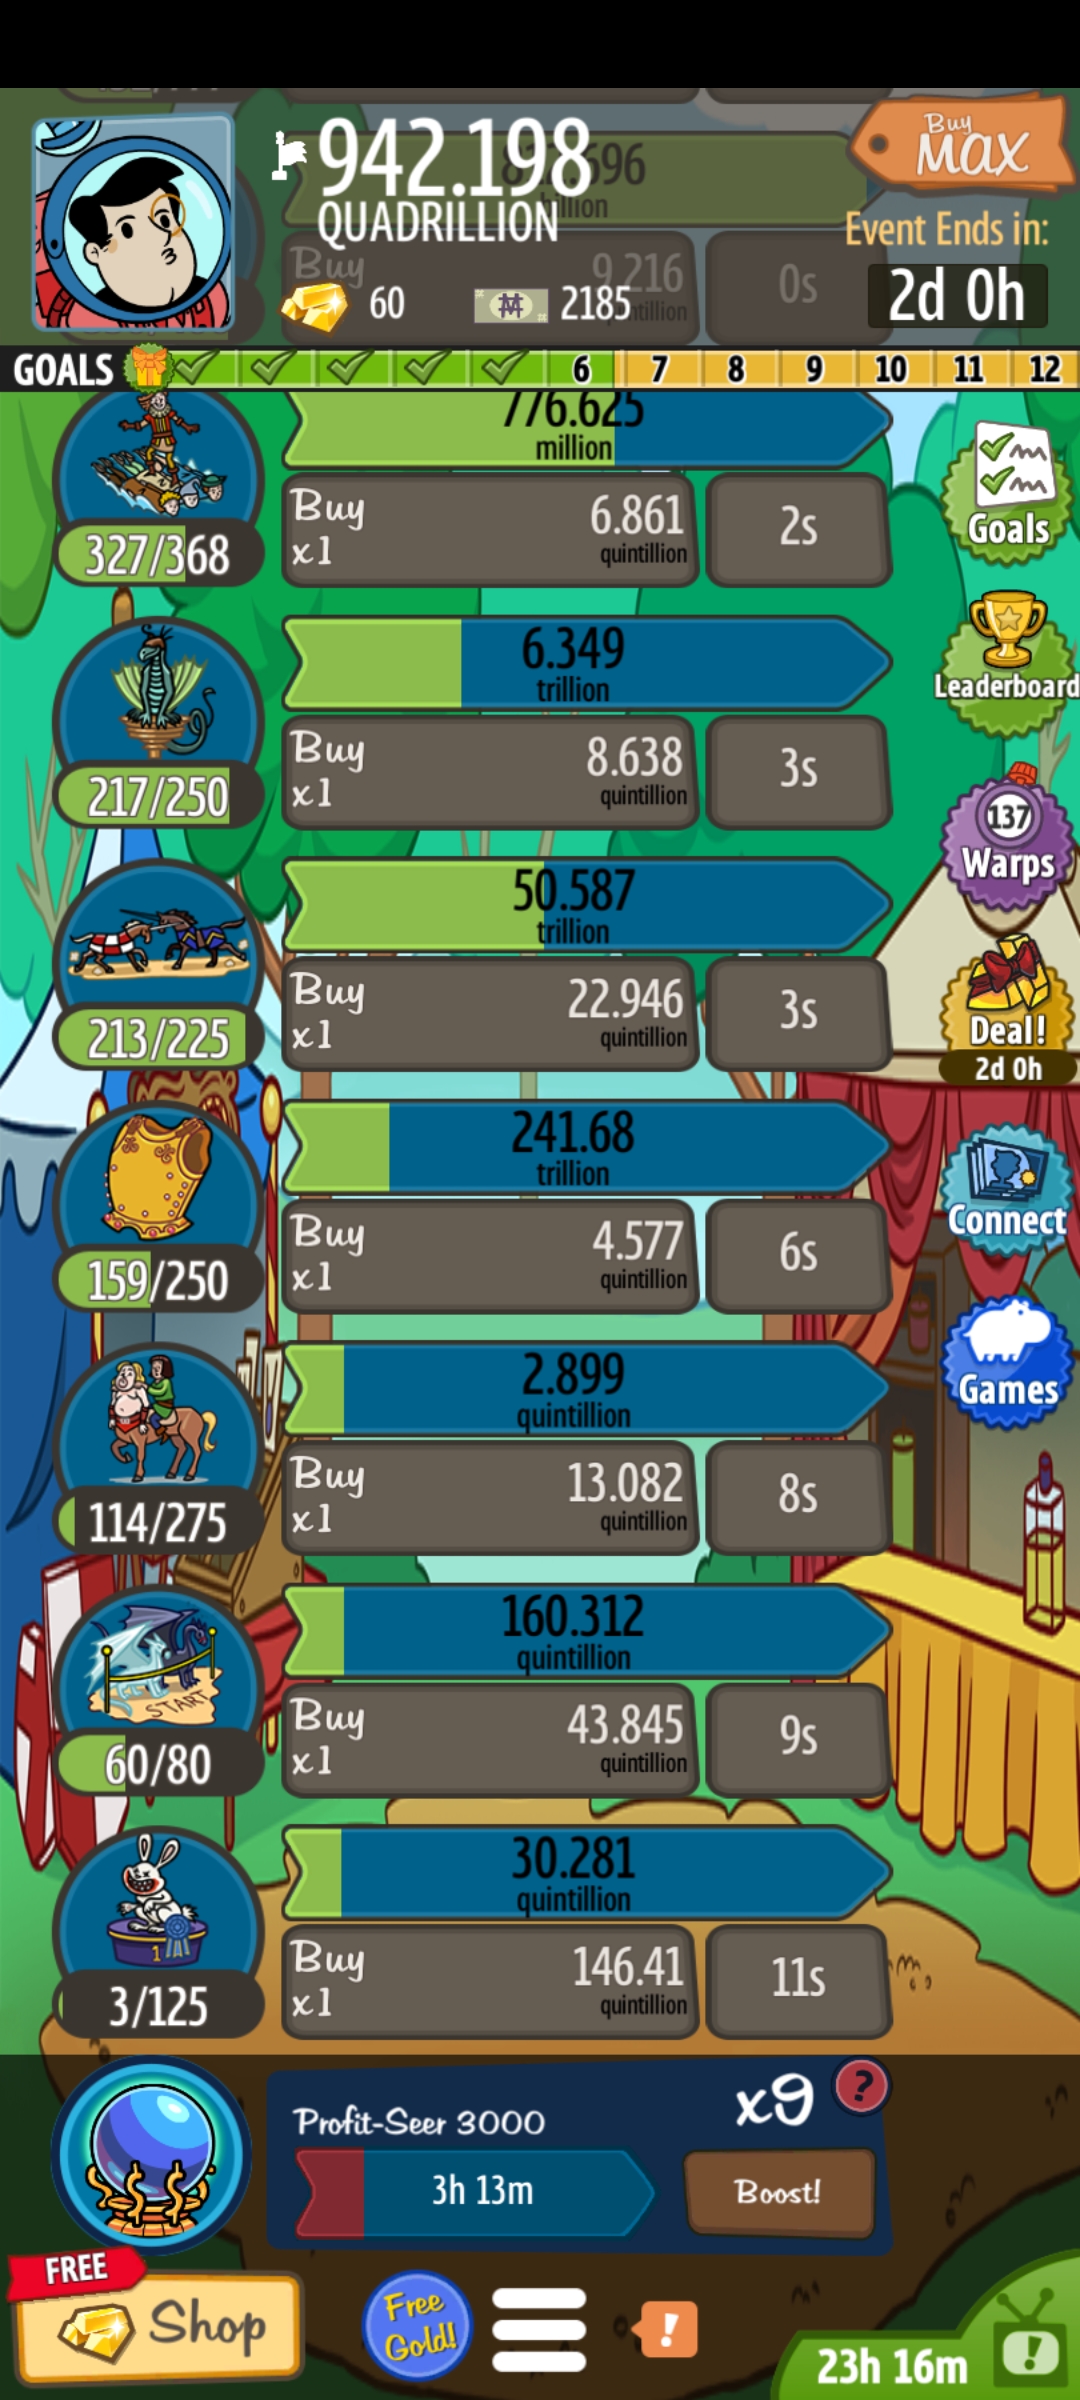 942.198
QUADRILLION
60
2185
Buy
MAX
Event Ends in:
2d 0h
billion
Buy
9.216
0s
GOALS
6
7
8
9
10
11
12
776.625
million
327/368
Buy
x1
6.861
quintillion
2s
Goals
6.349
trillion
217/250
Buy
x1
8.638
quintillion
3s
Leaderboard
137
Warps
50.587
trillion
213/225
Buy
x1
22.946
quintillion
3s
Deal!
2d 0h
241.68
trillion
159/250
Buy
x1
4.577
quintillion
6s
Connect
2.899
quintillion
114/275
Buy
x1
13.082
quintillion
8s
Games
START
160.312
quintillion
60/80
Buy
x1
43.845
quintillion
9s
1
30.281
quintillion
3/125
Buy
x1
146.41
quintillion
11s
Profit-Seer 3000
x9
?
3h 13m
Boost!
FREE
Shop
Free
Gold!
!
23h 16m
!